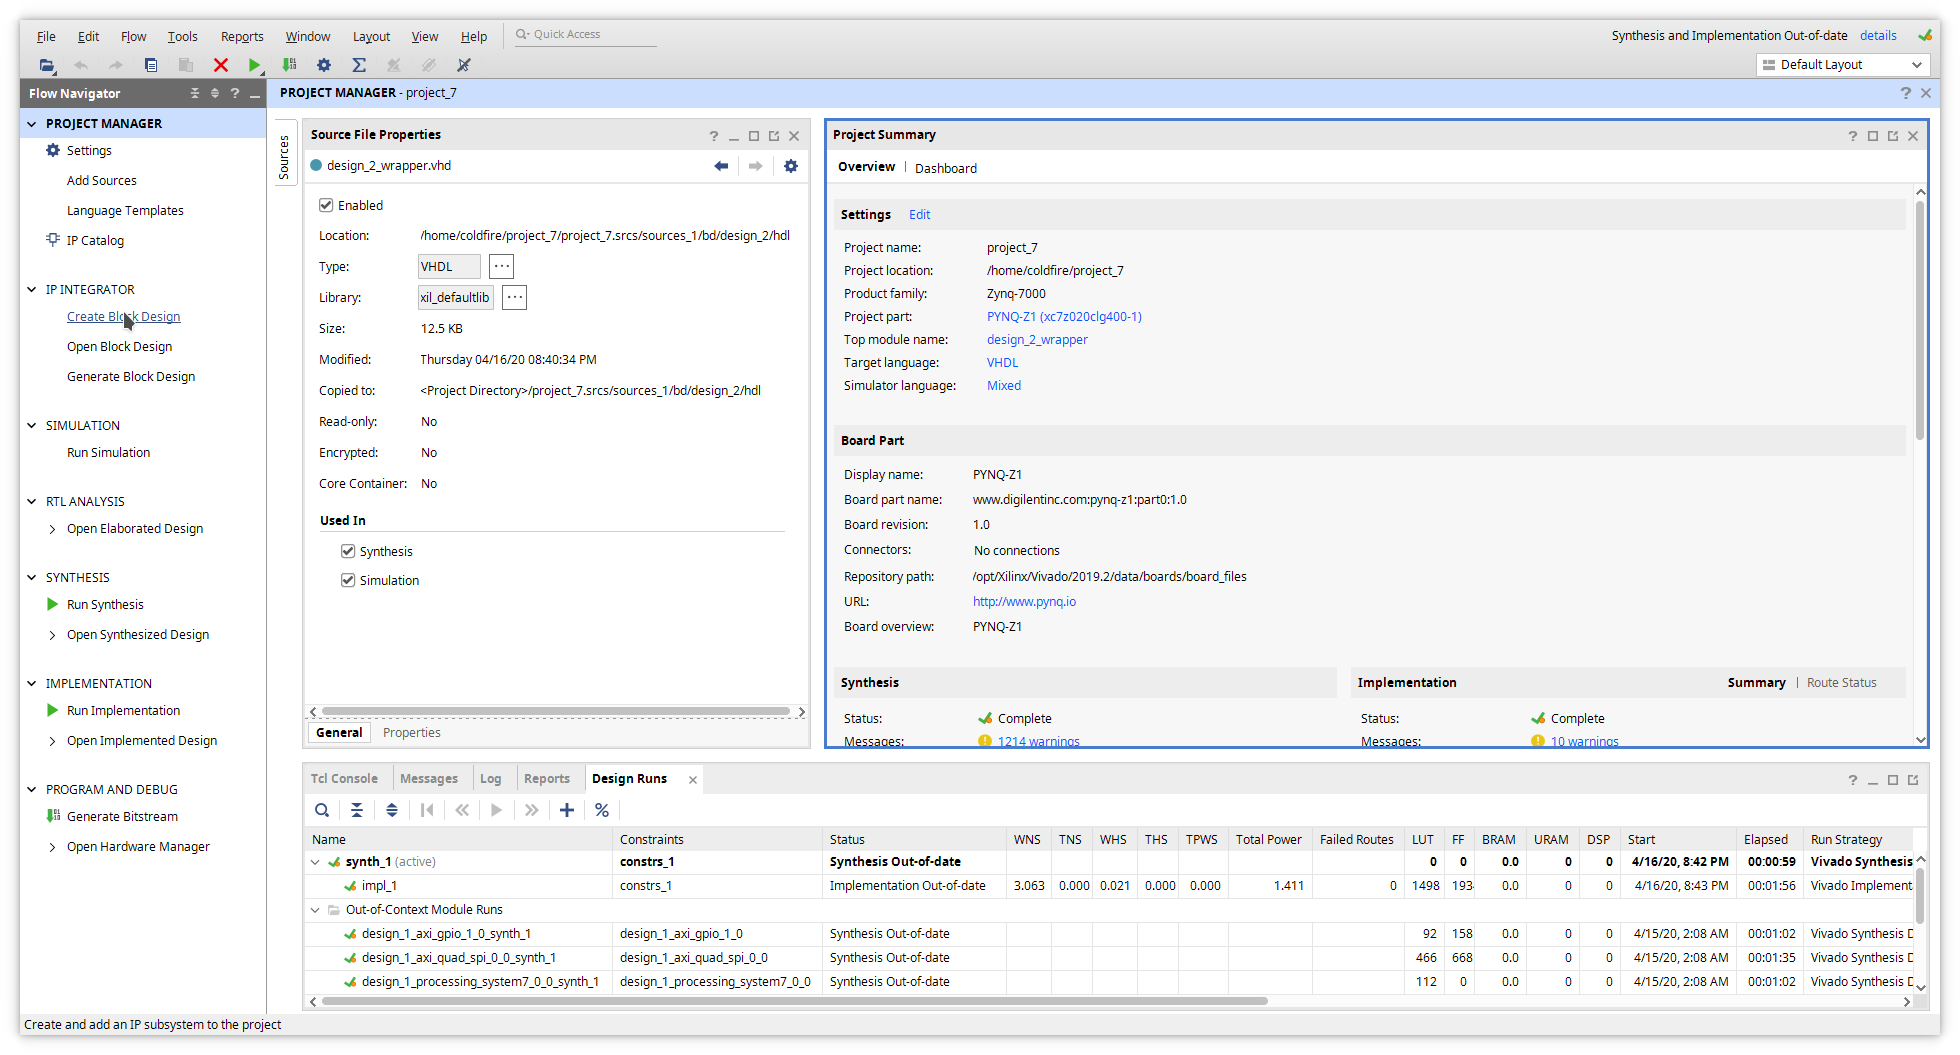 File Edit Flow Tools Reports Window Layout View Help Quick Access Synthesis and Implementation Out-of-date details
Default Layout
Flow Navigator
PROJECT MANAGER
Settings
Add Sources
Language Templates
IP Catalog
IP INTEGRATOR
Create Block Design
Open Block Design
Generate Block Design
SIMULATION
Run Simulation
RTL ANALYSIS
Open Elaborated Design
SYNTHESIS
Run Synthesis
Open Synthesized Design
IMPLEMENTATION
Run Implementation
Open Implemented Design
PROGRAM AND DEBUG
Generate Bitstream
Open Hardware Manager
PROJECT MANAGER - project_7
Sources
Source File Properties
design_2_wrapper.vhd
Enabled
Location: /home/coldfire/project_7/project_7.srcs/sources_1/bd/design_2/hdl
Type: VHDL ...
Library: xil_defaultlib ...
Size: 12.5 KB
Modified: Thursday 04/16/20 08:40:34 PM
Copied to: <Project Directory>/project_7.srcs/sources_1/bd/design_2/hdl
Read-only: No
Encrypted: No
Core Container: No
Used In
Synthesis
Simulation
General Properties
Project Summary
Overview | Dashboard
Settings Edit
Project name: project_7
Project location: /home/coldfire/project_7
Product family: Zynq-7000
Project part: PYNQ-Z1 (xc7z020clg400-1)
Top module name: design_2_wrapper
Target language: VHDL
Simulator language: Mixed
Board Part
Display name: PYNQ-Z1
Board part name: www.digilentinc.com:pynq-z1:part0:1.0
Board revision: 1.0
Connectors: No connections
Repository path: /opt/Xilinx/Vivado/2019.2/data/boards/board_files
URL: http://www.pynq.io
Board overview: PYNQ-Z1
Synthesis
Status: Complete
Messages: 1214 warnings
Implementation Summary | Route Status
Status: Complete
Messages: 10 warnings
Tcl Console Messages Log Reports Design Runs
Name Constraints Status WNS TNS WHS THS TPWS Total Power Failed Routes LUT FF BRAM URAM DSP Start Elapsed Run Strategy
synth_1 (active) constrs_1 Synthesis Out-of-date 0 0 0.0 0 0 4/16/20, 8:42 PM 00:00:59 Vivado Synthesis
impl_1 constrs_1 Implementation Out-of-date 3.063 0.000 0.021 0.000 0.000 1.411 0 1498 193 0.0 0 0 4/16/20, 8:43 PM 00:01:56 Vivado Implement
Out-of-Context Module Runs
design_1_axi_gpio_1_0_synth_1 design_1_axi_gpio_1_0 Synthesis Out-of-date 92 158 0.0 0 0 4/15/20, 2:08 AM 00:01:02 Vivado Synthesis D
design_1_axi_quad_spi_0_0_synth_1 design_1_axi_quad_spi_0_0 Synthesis Out-of-date 466 668 0.0 0 0 4/15/20, 2:08 AM 00:01:35 Vivado Synthesis D
design_1_processing_system7_0_0_synth_1 design_1_processing_system7_0_0 Synthesis Out-of-date 112 0 0.0 0 0 4/15/20, 2:08 AM 00:01:02 Vivado Synthesis D
Create and add an IP subsystem to the project